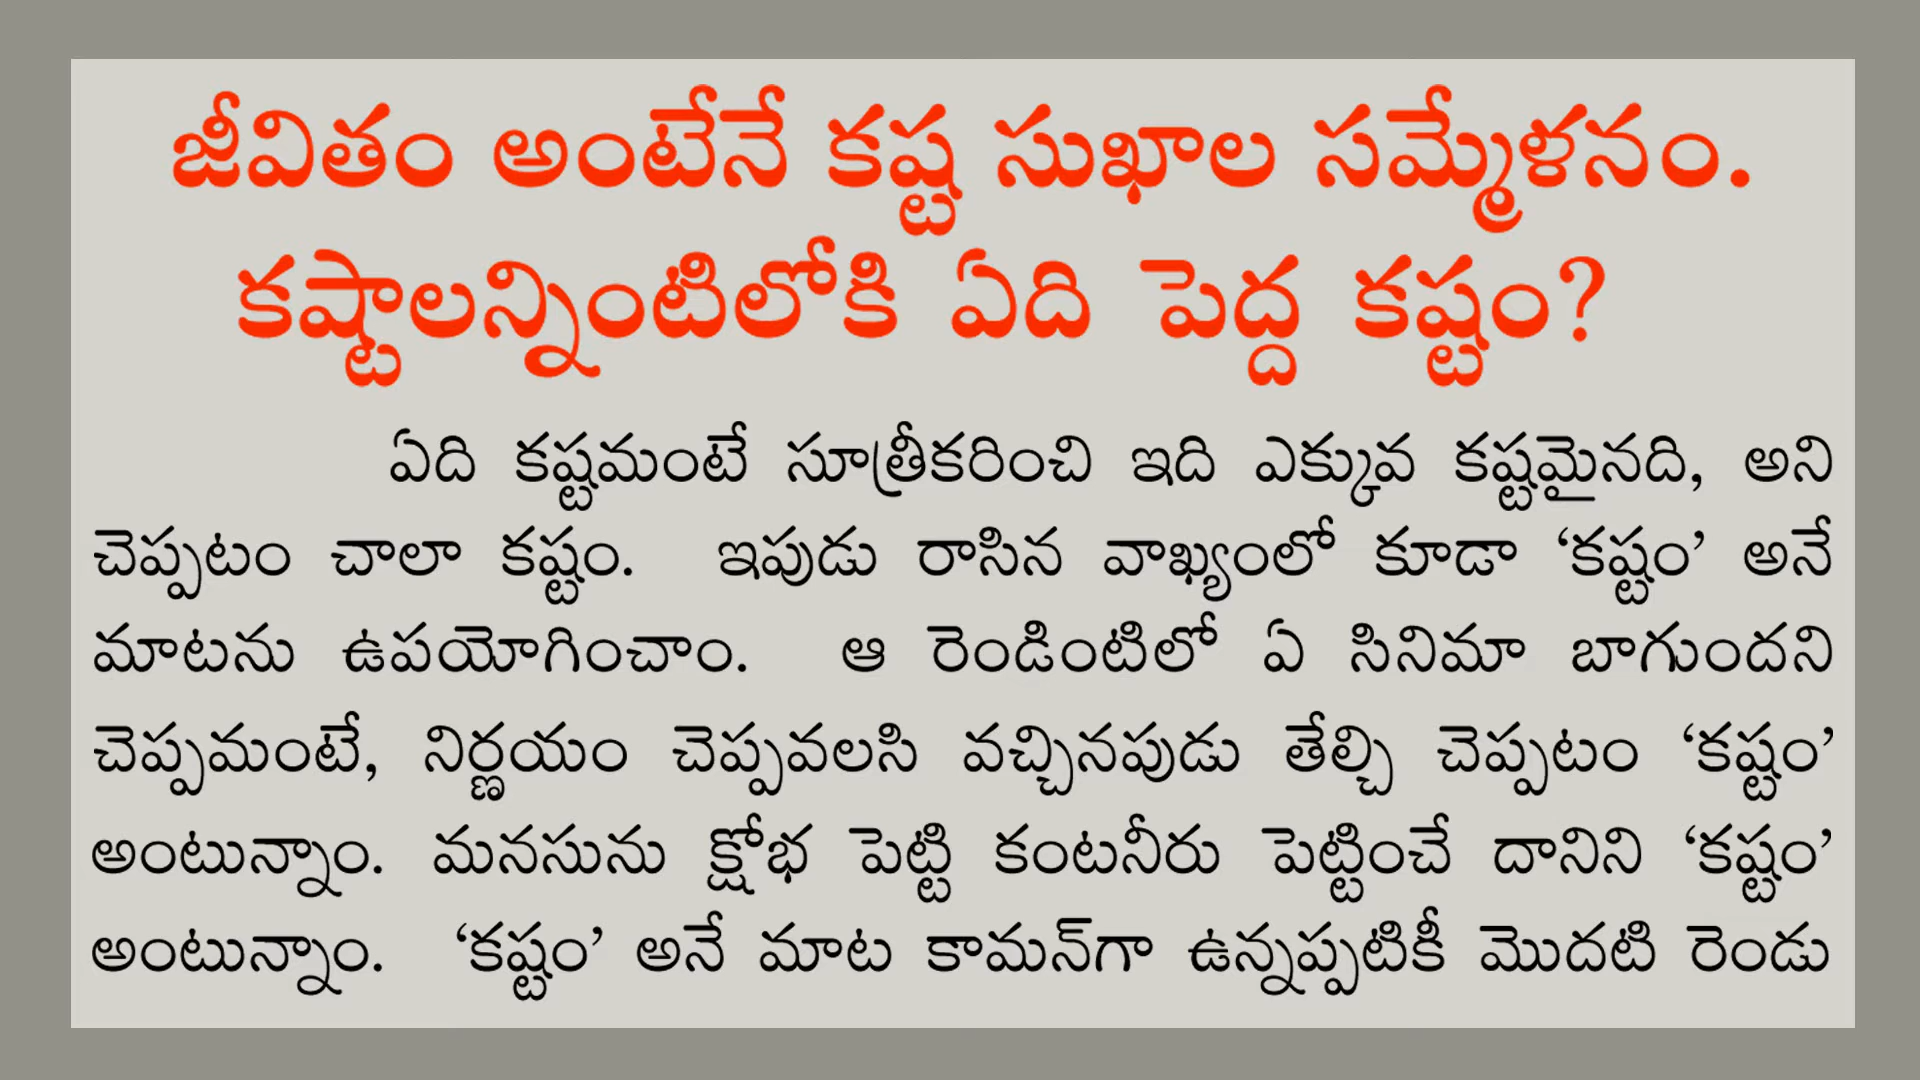 జీవితం అంటేనే కష్ట సుఖాల సమ్మేళనం.
కష్టాలన్నింటిలోకి ఏది పెద్ద కష్టం?
ఏది కష్టమంటే సూత్రీకరించి ఇది ఎక్కువ కష్టమైనది, అని
చెప్పటం చాలా కష్టం. ఇపుడు రాసిన వాఖ్యంలో కూడా ‘కష్టం’ అనే
మాటను ఉపయోగించాం. ఆ రెండింటిలో ఏ సినిమా బాగుందని
చెప్పమంటే, నిర్ణయం చెప్పవలసి వచ్చినపుడు తేల్చి చెప్పటం ‘కష్టం’
అంటున్నాం. మనసును క్షోభ పెట్టి కంటనీరు పెట్టించే దానిని ‘కష్టం’
అంటున్నాం. ‘కష్టం’ అనే మాట కామన్‌గా ఉన్నప్పటికీ మొదటి రెండు